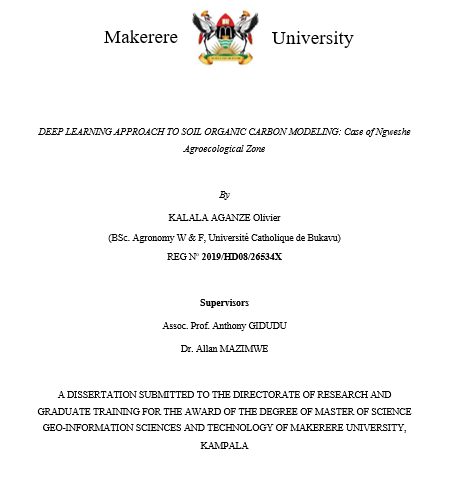 Makerere University
DEEP LEARNING APPROACH TO SOIL ORGANIC CARBON MODELING: Case of Ngweshe
Agroecological Zone
By
KALALA AGANZE Olivier
(BSc. Agronomy W & F, Université Catholique de Bukavu)
REG N° 2019/HD08/26534X
Supervisors
Assoc. Prof. Anthony GIDUDU
Dr. Allan MAZIMWE
A DISSERTATION SUBMITTED TO THE DIRECTORATE OF RESEARCH AND
GRADUATE TRAINING FOR THE AWARD OF THE DEGREE OF MASTER OF SCIENCE
GEO-INFORMATION SCIENCES AND TECHNOLOGY OF MAKERERE UNIVERSITY,
KAMPALA